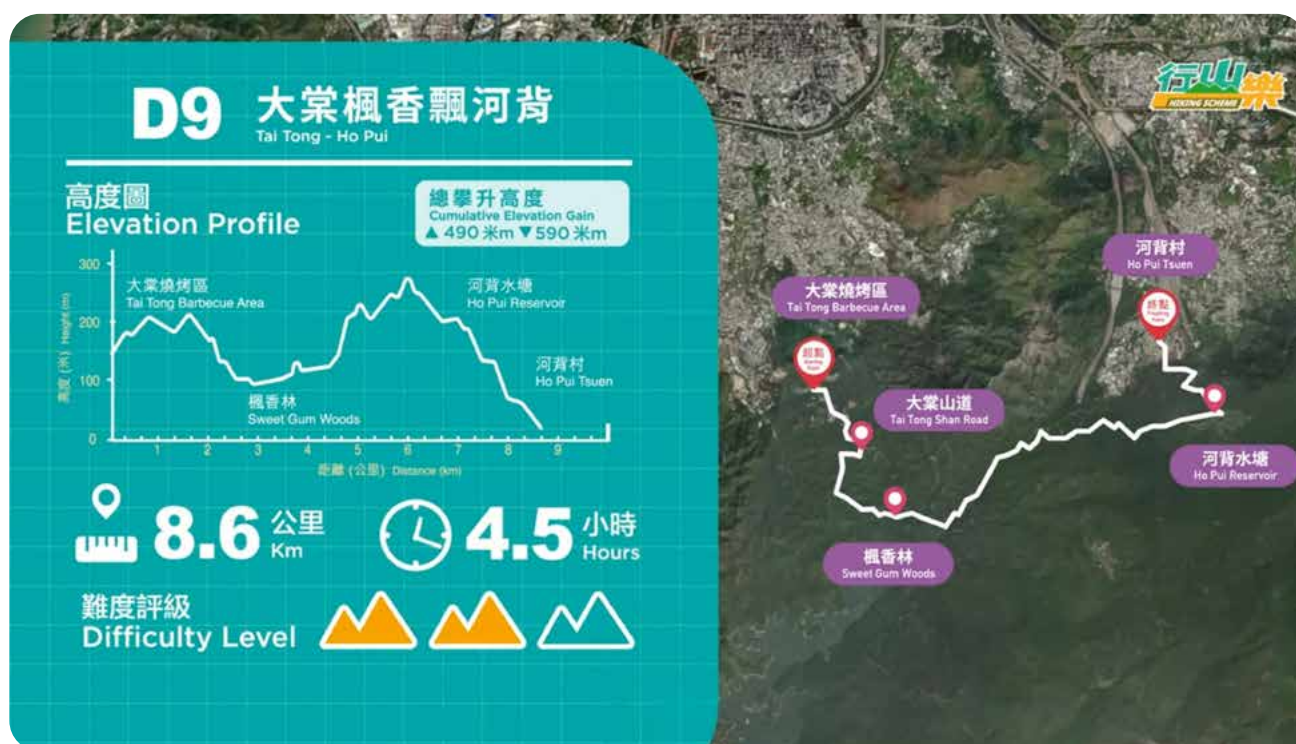 D9 大棠楓香飄河背
Tai Tong - Ho Pui
高度圖
Elevation Profile
總攀升高度
Cumulative Elevation Gain
▲ 490 米m ▼ 590 米m
高度 (米) Height (m)
300
200
100
0
大棠燒烤區
Tai Tong Barbecue Area
河背水塘
Ho Pui Reservoir
楓香林
Sweet Gum Woods
河背村
Ho Pui Tsuen
1 2 3 4 5 6 7 8 9
距離 (公里) Distance (km)
8.6 公里
Km
4.5 小時
Hours
難度評級
Difficulty Level
行山樂
HIKING SCHEME
河背村
Ho Pui Tsuen
終點
大棠燒烤區
Tai Tong Barbecue Area
起點
大棠山道
Tai Tong Shan Road
河背水塘
Ho Pui Reservoir
楓香林
Sweet Gum Woods